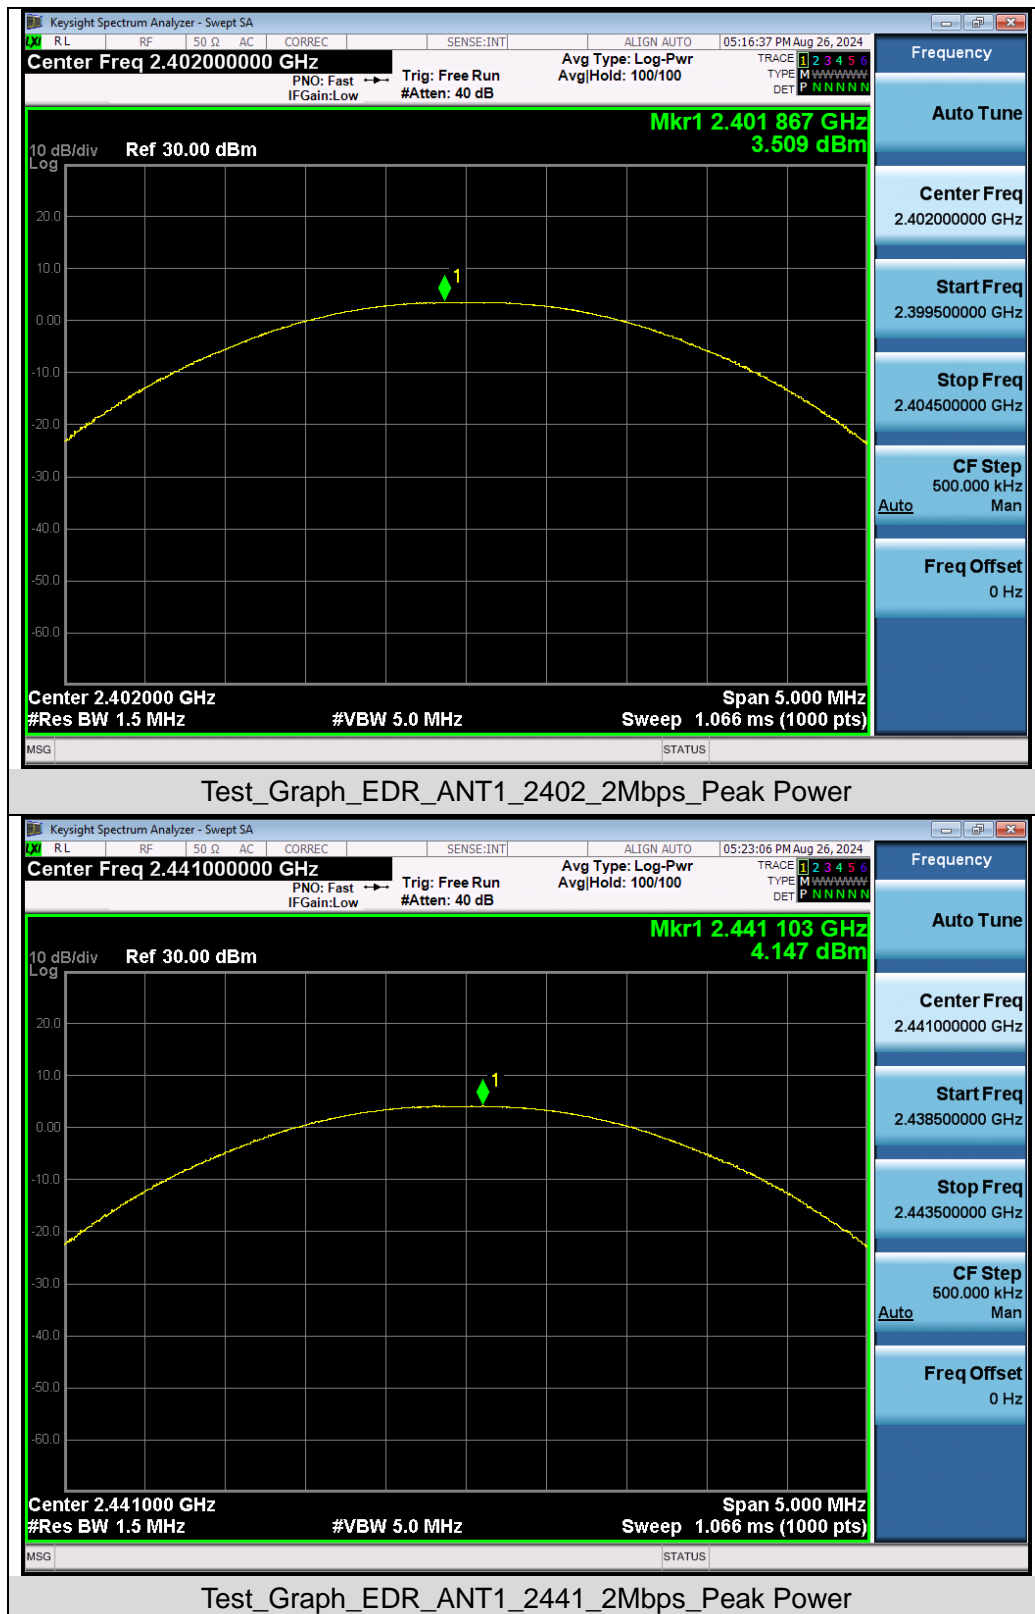 Keysight Spectrum Analyzer - Swept SA
LXI RL RF 50 Ω AC CORREC SENSE:INT ALIGN AUTO 05:16:37 PM Aug 26, 2024
Center Freq 2.402000000 GHz
PNO: Fast
IFGain:Low
Trig: Free Run
#Atten: 40 dB
Avg Type: Log-Pwr
Avg|Hold: 100/100
TRACE 1 2 3 4 5 6
TYPE M WWWWW
DET P N N N N N
Mkr1 2.401 867 GHz
3.509 dBm
10 dB/div Ref 30.00 dBm
Log
20.0
10.0
0.00
-10.0
-20.0
-30.0
-40.0
-50.0
-60.0
1
Center 2.402000 GHz Span 5.000 MHz
#Res BW 1.5 MHz #VBW 5.0 MHz Sweep 1.066 ms (1000 pts)
MSG STATUS
Frequency
Auto Tune
Center Freq
2.402000000 GHz
Start Freq
2.399500000 GHz
Stop Freq
2.404500000 GHz
CF Step
500.000 kHz
Auto Man
Freq Offset
0 Hz
Test_Graph_EDR_ANT1_2402_2Mbps_Peak Power
Keysight Spectrum Analyzer - Swept SA
LXI RL RF 50 Ω AC CORREC SENSE:INT ALIGN AUTO 05:23:06 PM Aug 26, 2024
Center Freq 2.441000000 GHz
PNO: Fast
IFGain:Low
Trig: Free Run
#Atten: 40 dB
Avg Type: Log-Pwr
Avg|Hold: 100/100
TRACE 1 2 3 4 5 6
TYPE M WWWWW
DET P N N N N N
Mkr1 2.441 103 GHz
4.147 dBm
10 dB/div Ref 30.00 dBm
Log
20.0
10.0
0.00
-10.0
-20.0
-30.0
-40.0
-50.0
-60.0
1
Center 2.441000 GHz Span 5.000 MHz
#Res BW 1.5 MHz #VBW 5.0 MHz Sweep 1.066 ms (1000 pts)
MSG STATUS
Frequency
Auto Tune
Center Freq
2.441000000 GHz
Start Freq
2.438500000 GHz
Stop Freq
2.443500000 GHz
CF Step
500.000 kHz
Auto Man
Freq Offset
0 Hz
Test_Graph_EDR_ANT1_2441_2Mbps_Peak Power